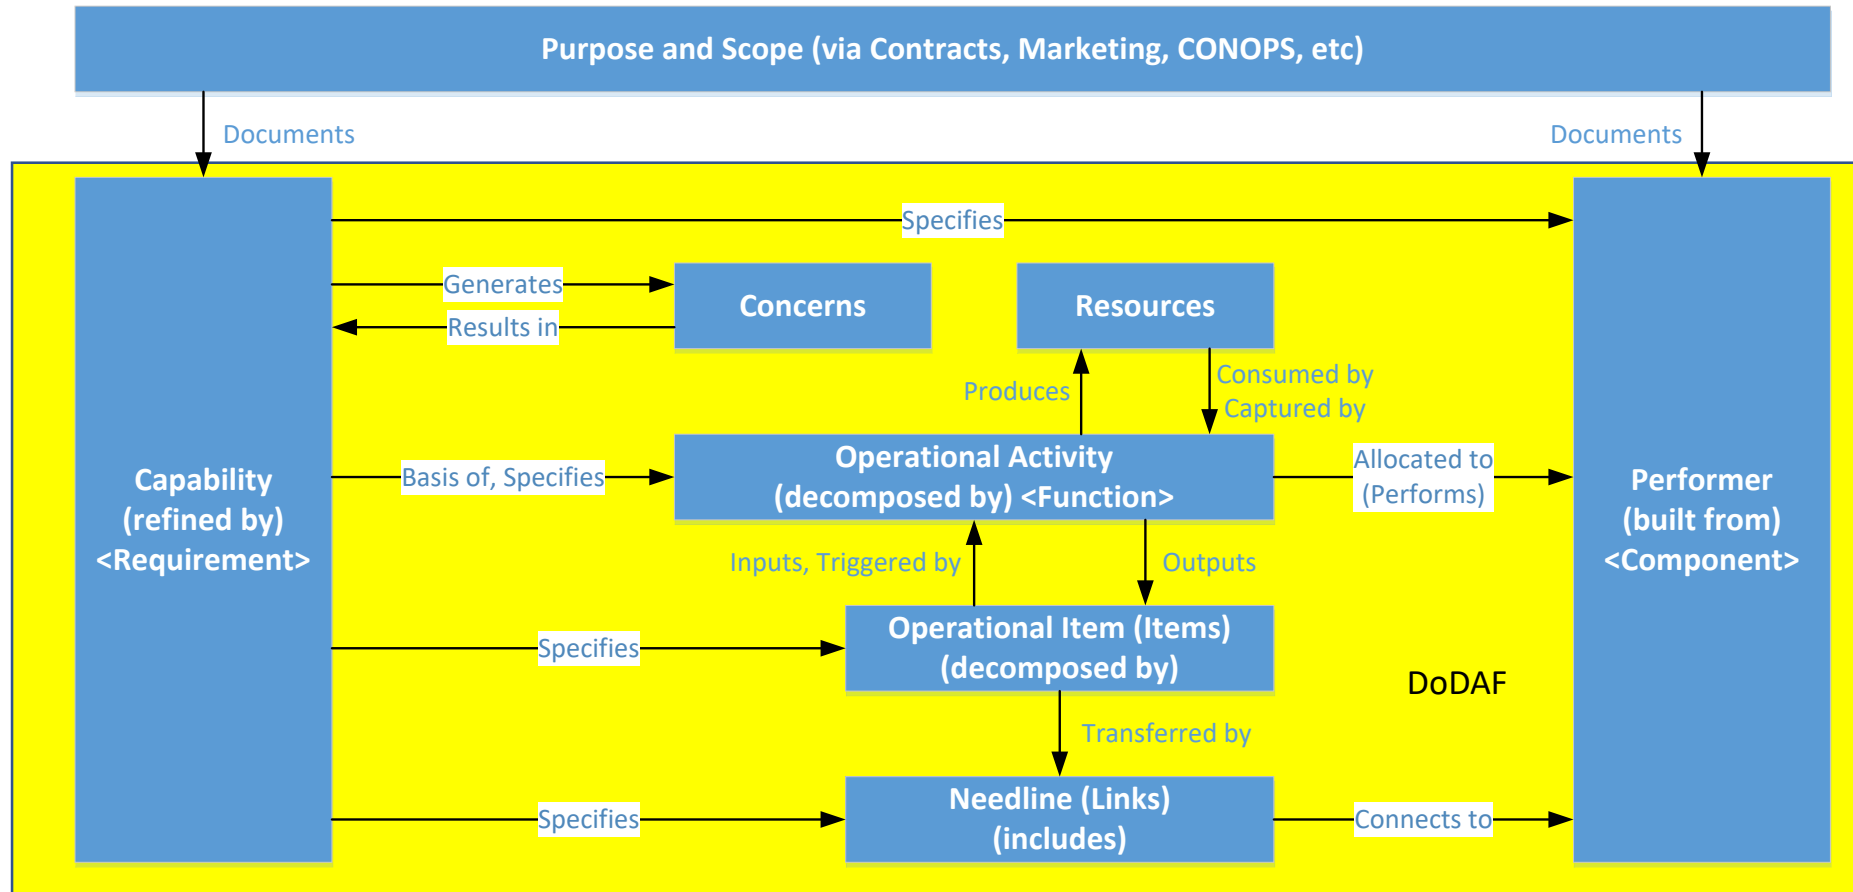 Purpose and Scope (via Contracts, Marketing, CONOPS, etc)
Documents
Documents
Specifies
Generates
Concerns
Resources
Results in
Produces
Consumed by
Captured by
Capability
(refined by)
<Requirement>
Basis of, Specifies
Operational Activity
(decomposed by) <Function>
Allocated to
(Performs)
Performer
(built from)
<Component>
Inputs, Triggered by
Outputs
Specifies
Operational Item (Items)
(decomposed by)
DoDAF
Transferred by
Specifies
Needline (Links)
(includes)
Connects to